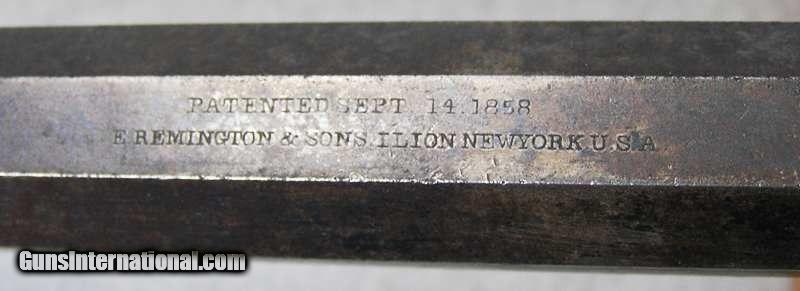 PATENTED SEPT 14.1858
E REMINGTON & SONS. ILION NEWYORK U.S.A
GunsInternational.com